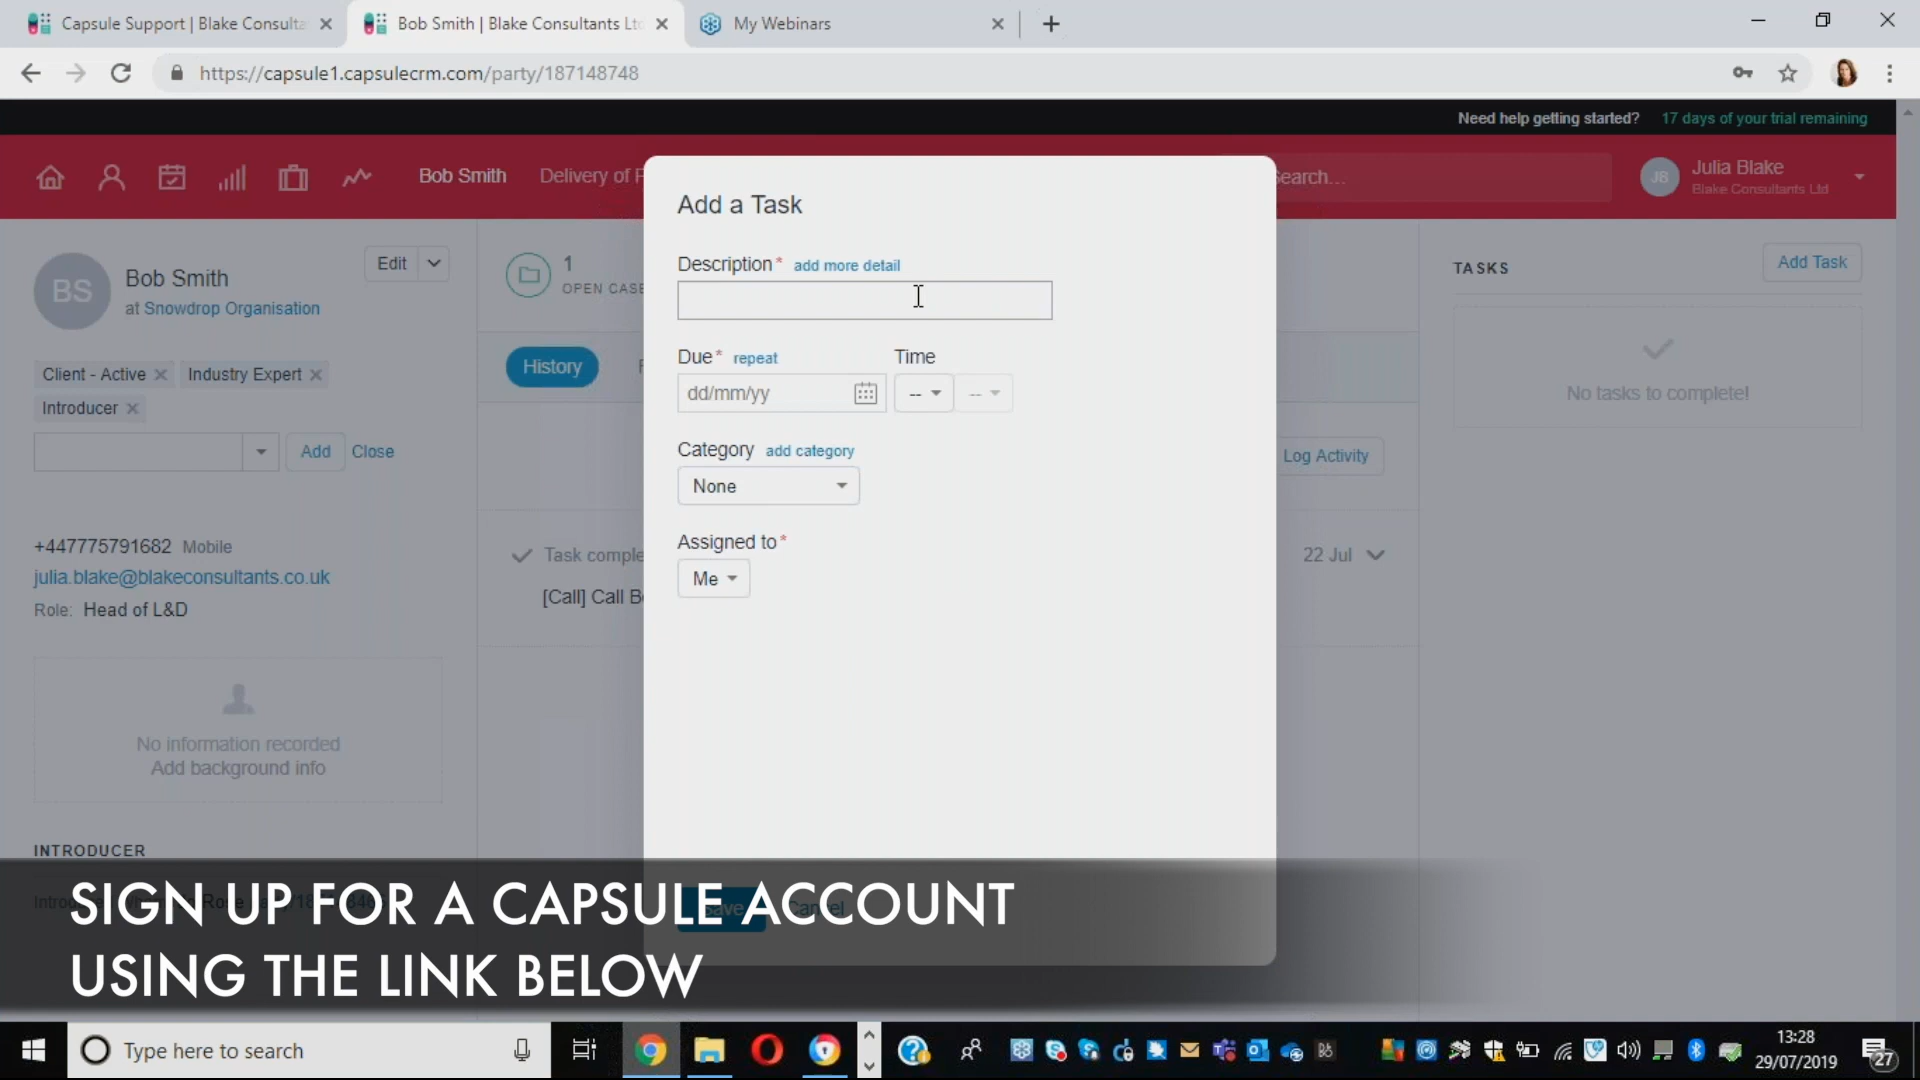 Capsule Support | Blake Consulta
Bob Smith | Blake Consultants Ltd
My Webinars
https://capsule1.capsulecrm.com/party/187148748
Need help getting started? 17 days of your trial remaining
Bob Smith Delivery of
Search...
JB
Julia Blake
Blake Consultants Ltd
Add a Task
BS
Bob Smith
at Snowdrop Organisation
Edit
Client - Active
Industry Expert
Introducer
Add Close
+447775791682 Mobile
julia.blake@blakeconsultants.co.uk
Role: Head of L&D
No information recorded
Add background info
INTRODUCER
1
OPEN CASE
History
Task comple
[Call] Call B
22 Jul
Log Activity
Description* add more detail
Due* repeat Time
dd/mm/yy -- --
Category add category
None
Assigned to*
Me
Save Cancel
TASKS
Add Task
No tasks to complete!
SIGN UP FOR A CAPSULE ACCOUNT
USING THE LINK BELOW
Type here to search
13:28
29/07/2019
27